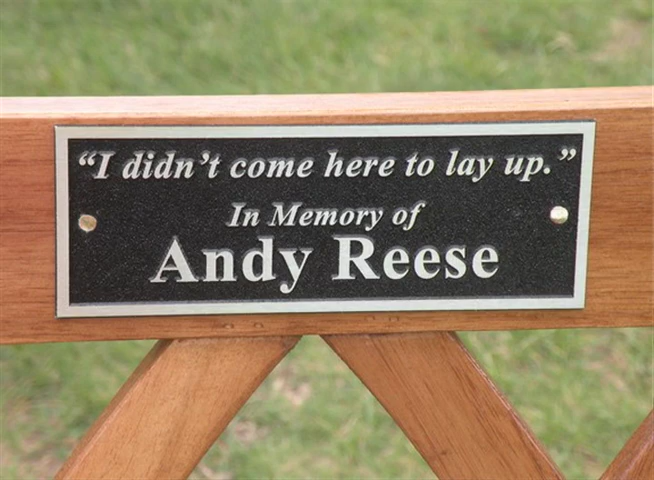 “I didn’t come here to lay up.”
In Memory of
Andy Reese